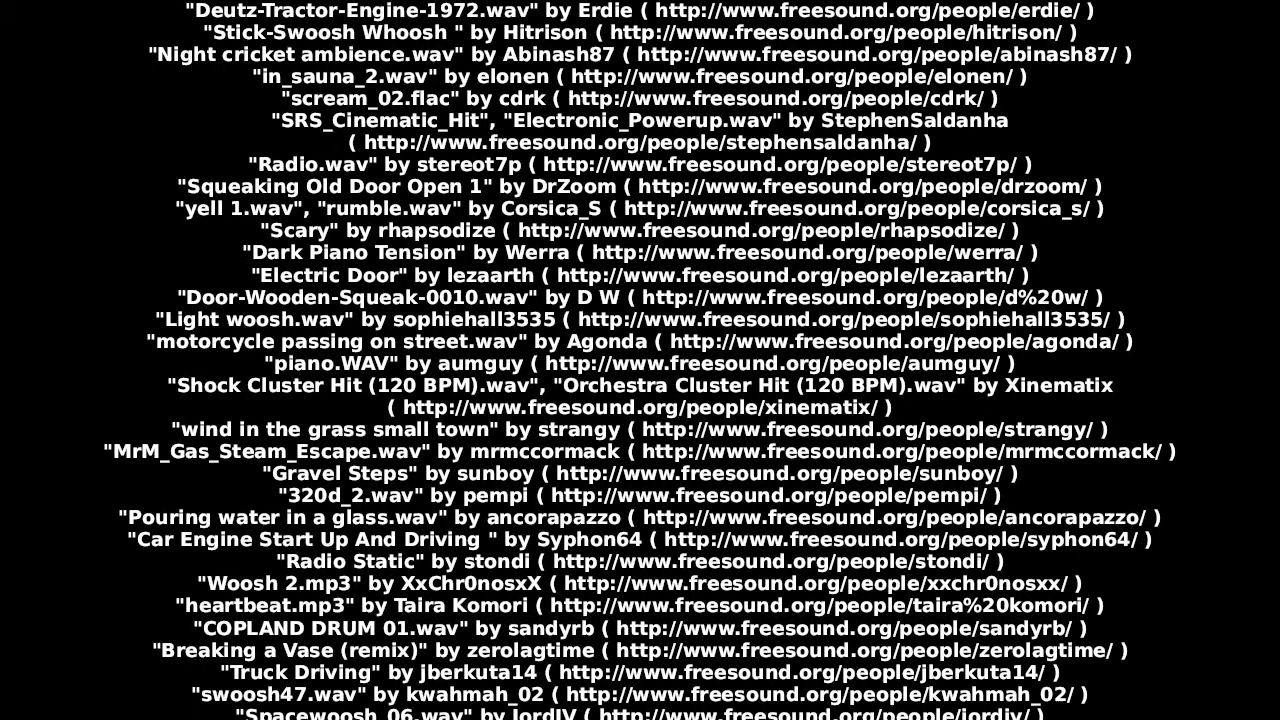 "Deutz-Tractor-Engine-1972.wav" by Erdie ( http://www.freesound.org/people/erdie/ )
"Stick-Swoosh Whoosh " by Hitrison ( http://www.freesound.org/people/hitrison/ )
"Night cricket ambience.wav" by Abinash87 ( http://www.freesound.org/people/abinash87/ )
"in_sauna_2.wav" by elonen ( http://www.freesound.org/people/elonen/ )
"scream_02.flac" by cdrk ( http://www.freesound.org/people/cdrk/ )
"SRS_Cinematic_Hit", "Electronic_Powerup.wav" by StephenSaldanha
( http://www.freesound.org/people/stephensaldanha/ )
"Radio.wav" by stereot7p ( http://www.freesound.org/people/stereot7p/ )
"Squeaking Old Door Open 1" by DrZoom ( http://www.freesound.org/people/drzoom/ )
"yell 1.wav", "rumble.wav" by Corsica_S ( http://www.freesound.org/people/corsica_s/ )
"Scary" by rhapsodize ( http://www.freesound.org/people/rhapsodize/ )
"Dark Piano Tension" by Werra ( http://www.freesound.org/people/werra/ )
"Electric Door" by lezaarth ( http://www.freesound.org/people/lezaarth/ )
"Door-Wooden-Squeak-0010.wav" by D W ( http://www.freesound.org/people/d%20w/ )
"Light woosh.wav" by sophiehall3535 ( http://www.freesound.org/people/sophiehall3535/ )
"motorcycle passing on street.wav" by Agonda ( http://www.freesound.org/people/agonda/ )
"piano.WAV" by aumguy ( http://www.freesound.org/people/aumguy/ )
"Shock Cluster Hit (120 BPM).wav", "Orchestra Cluster Hit (120 BPM).wav" by Xinematix
( http://www.freesound.org/people/xinematix/ )
"wind in the grass small town" by strangy ( http://www.freesound.org/people/strangy/ )
"MrM_Gas_Steam_Escape.wav" by mrmccormack ( http://www.freesound.org/people/mrmccormack/ )
"Gravel Steps" by sunboy ( http://www.freesound.org/people/sunboy/ )
"320d_2.wav" by pempi ( http://www.freesound.org/people/pempi/ )
"Pouring water in a glass.wav" by ancorapazzo ( http://www.freesound.org/people/ancorapazzo/ )
"Car Engine Start Up And Driving " by Syphon64 ( http://www.freesound.org/people/syphon64/ )
"Radio Static" by stondi ( http://www.freesound.org/people/stondi/ )
"Woosh 2.mp3" by XxChr0nosxX ( http://www.freesound.org/people/xxchr0nosxx/ )
"heartbeat.mp3" by Taira Komori ( http://www.freesound.org/people/taira%20komori/ )
"COPLAND DRUM 01.wav" by sandyrb ( http://www.freesound.org/people/sandyrb/ )
"Breaking a Vase (remix)" by zerolagtime ( http://www.freesound.org/people/zerolagtime/ )
"Truck Driving" by jberkuta14 ( http://www.freesound.org/people/jberkuta14/ )
"swoosh47.wav" by kwahmah_02 ( http://www.freesound.org/people/kwahmah_02/ )
"Spacewoosh_06.wav" by lordIV ( http://www.freesound.org/people/lordiv/ )